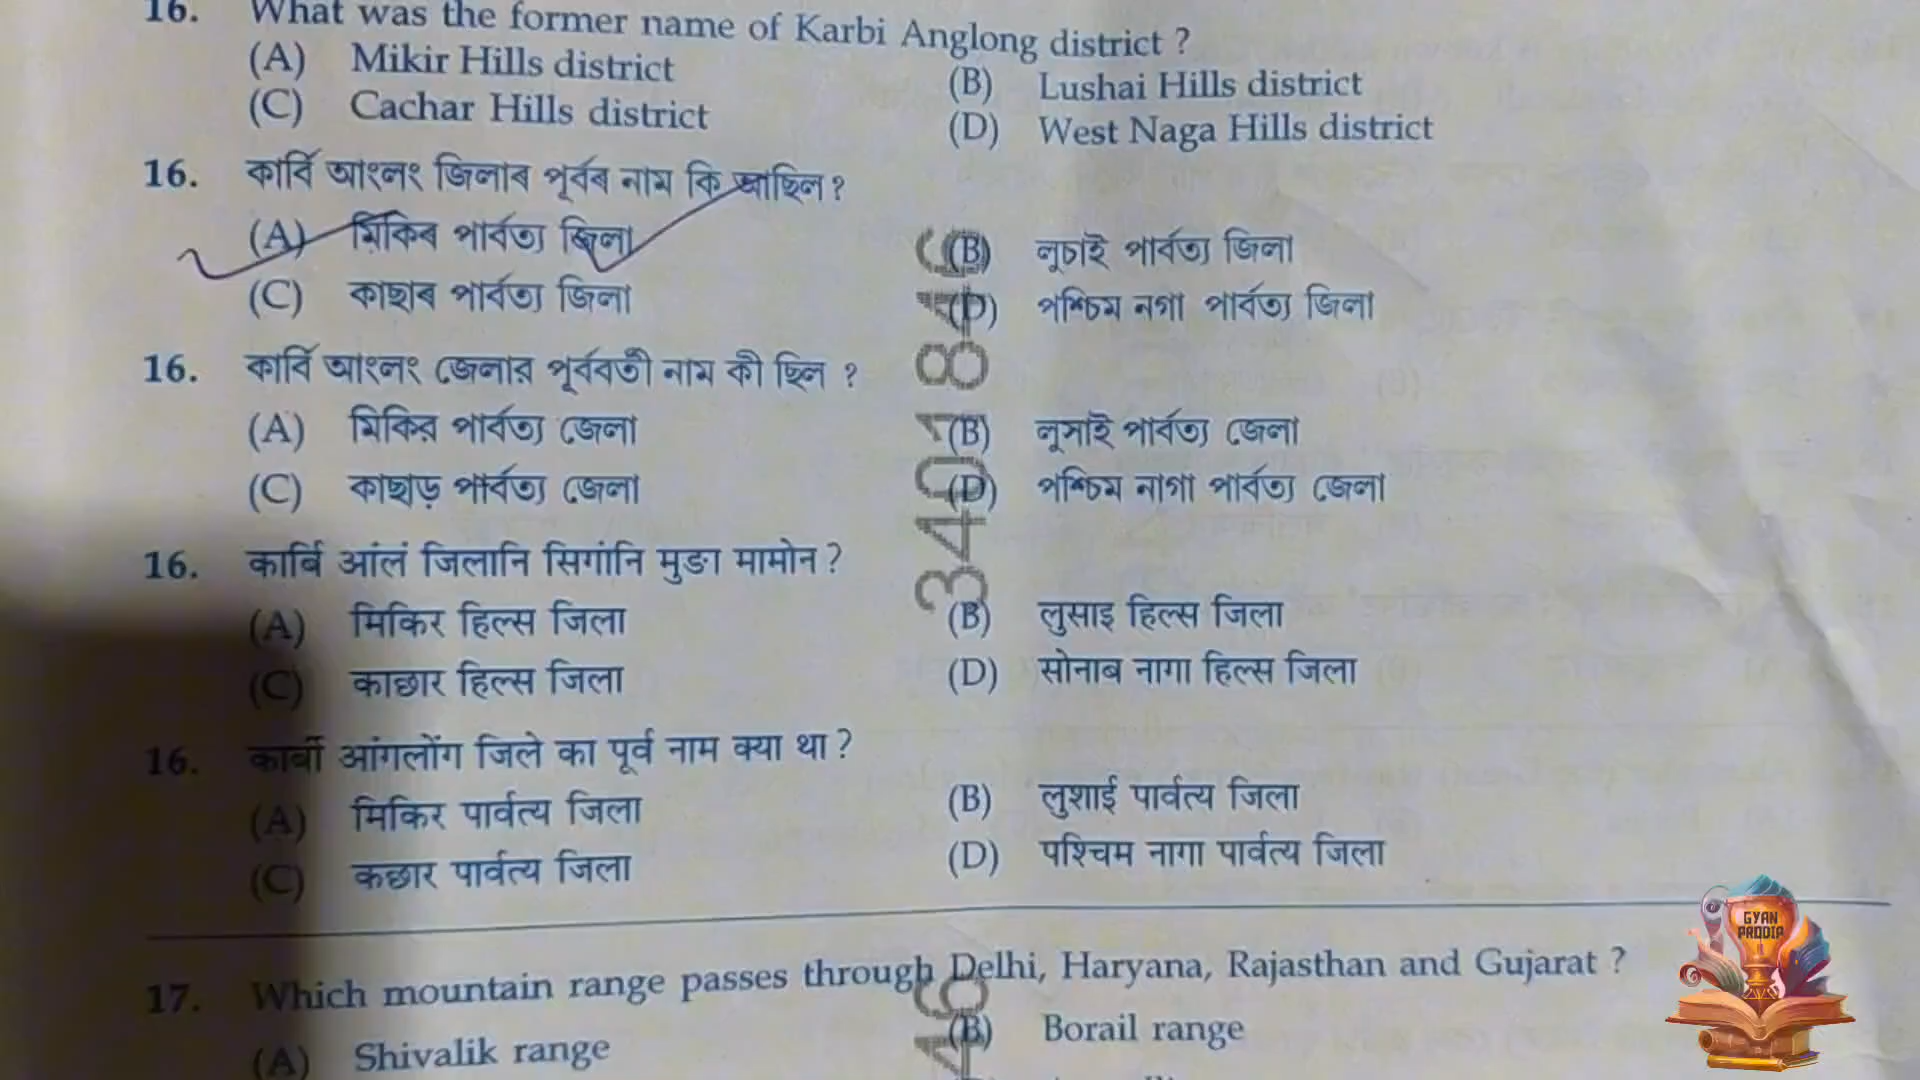 16. What was the former name of Karbi Anglong district ?
(A) Mikir Hills district
(B) Lushai Hills district
(C) Cachar Hills district
(D) West Naga Hills district
16. কাৰ্বি আংলং জিলাৰ পূৰ্বৰ নাম কি আছিল ?
(A) মিকিৰ পাৰ্বত্য জিলা
(B) লুচাই পাৰ্বত্য জিলা
(C) কাছাৰ পাৰ্বত্য জিলা
(D) পশ্চিম নগা পাৰ্বত্য জিলা
16. কার্বি আংলং জেলার পূর্ববর্তী নাম কী ছিল ?
(A) মিকির পার্বত্য জেলা
(B) লুসাই পার্বত্য জেলা
(C) কাছাড় পার্বত্য জেলা
(D) পশ্চিম নাগা পার্বত্য জেলা
16. कार्बि आंलं जिलानि सिगांनि मुङा मामोन ?
(A) मिकिर हिल्स जिला
(B) लुसाइ हिल्स जिला
(C) काछार हिल्स जिला
(D) सोनाब नागा हिल्स जिला
16. कार्बी आंगलोंग जिले का पूर्व नाम क्या था ?
(A) मिकिर पार्वत्य जिला
(B) लुशाई पार्वत्य जिला
(C) कछार पार्वत्य जिला
(D) पश्चिम नागा पार्वत्य जिला
17. Which mountain range passes through Delhi, Haryana, Rajasthan and Gujarat ?
(A) Shivalik range
(B) Borail range
GYAN
PRODIP